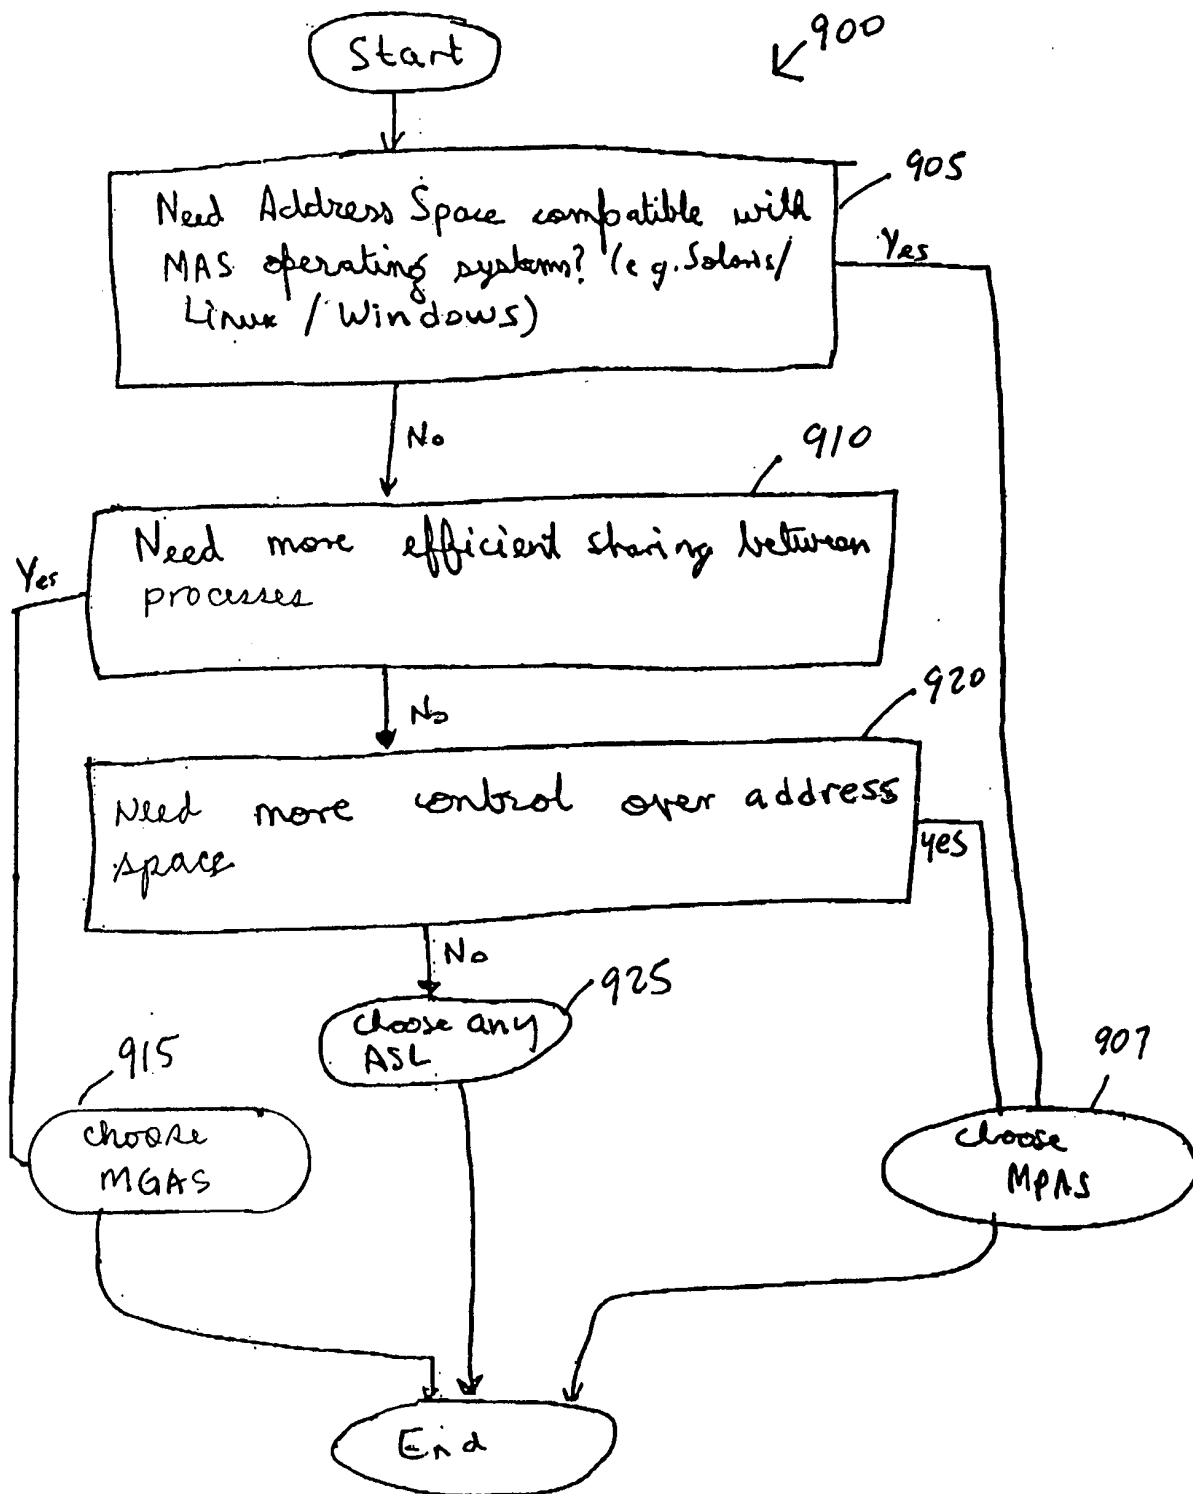 Start
900
905
Need Address Space compatible with
MAS operating systems? (e.g. Solaris/
Linux / Windows)
Yes
No
910
Need more efficient sharing between
processes
Yes
No
920
Need more control over address
space
yes
No
925
choose any
ASL
915
choose
MGAS
907
choose
MPAS
End